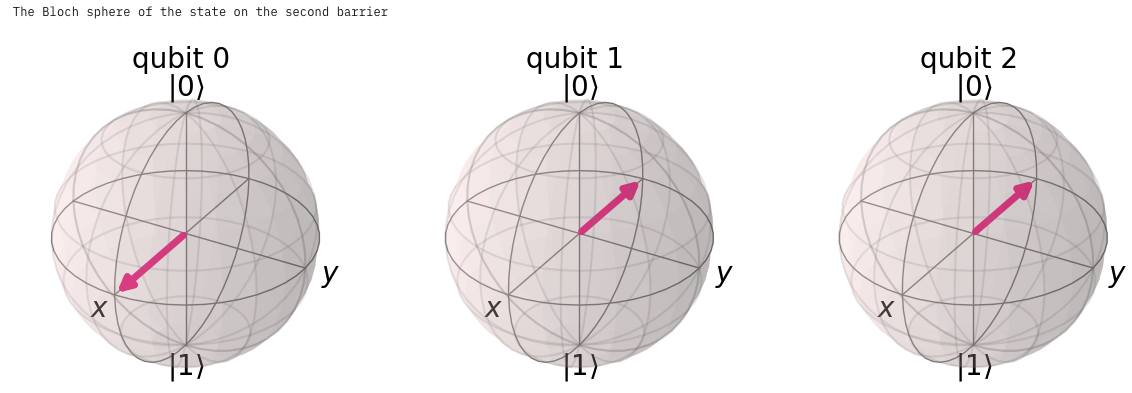 The Bloch sphere of the state on the second barrier
qubit 0
|0⟩
x
y
|1⟩
qubit 1
|0⟩
x
y
|1⟩
qubit 2
|0⟩
x
y
|1⟩